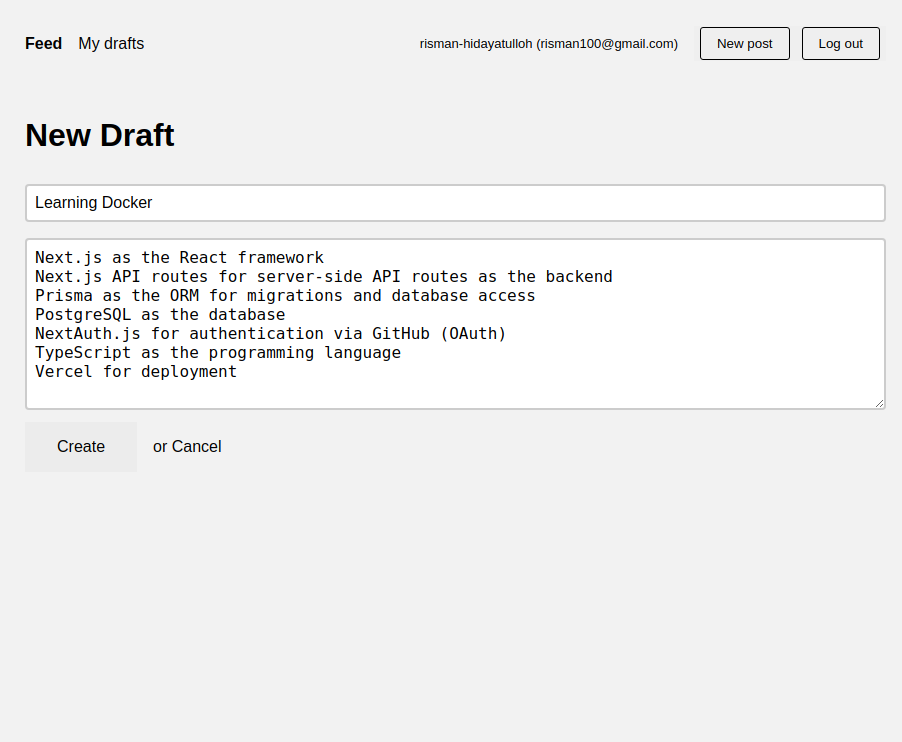 Feed My drafts risman-hidayatulloh (risman100@gmail.com) New post Log out
New Draft
Learning Docker
Next.js as the React framework
Next.js API routes for server-side API routes as the backend
Prisma as the ORM for migrations and database access
PostgreSQL as the database
NextAuth.js for authentication via GitHub (OAuth)
TypeScript as the programming language
Vercel for deployment
Create or Cancel